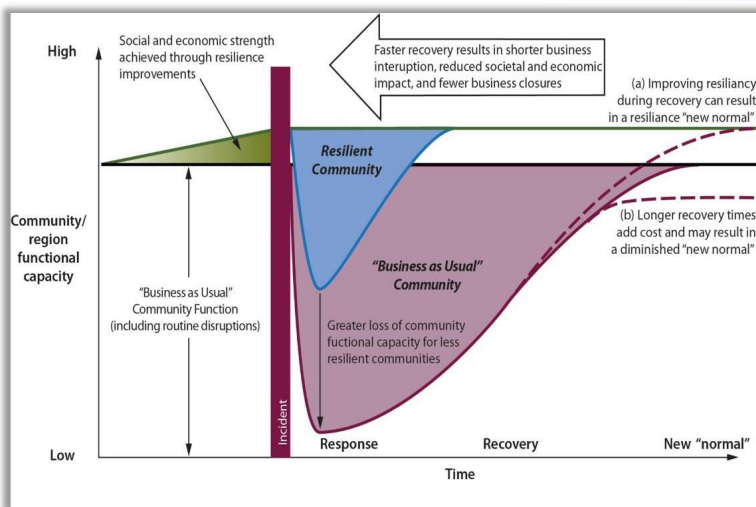 High
Social and economic strength
achieved through resilience
improvements
Faster recovery results in shorter business
interuption, reduced societal and economic
impact, and fewer business closures
(a) Improving resiliancy
during recovery can result
in a resiliance "new normal"
Resilient
Community
Community/
region
functional
capacity
"Business as Usual"
Community Function
(including routine disruptions)
"Business as Usual"
Community
(b) Longer recovery times
add cost and may result in
a diminished "new normal"
Greater loss of community
fuctional capacity for less
resilient communities
Incident
Low
Response
Recovery
New "normal"
Time